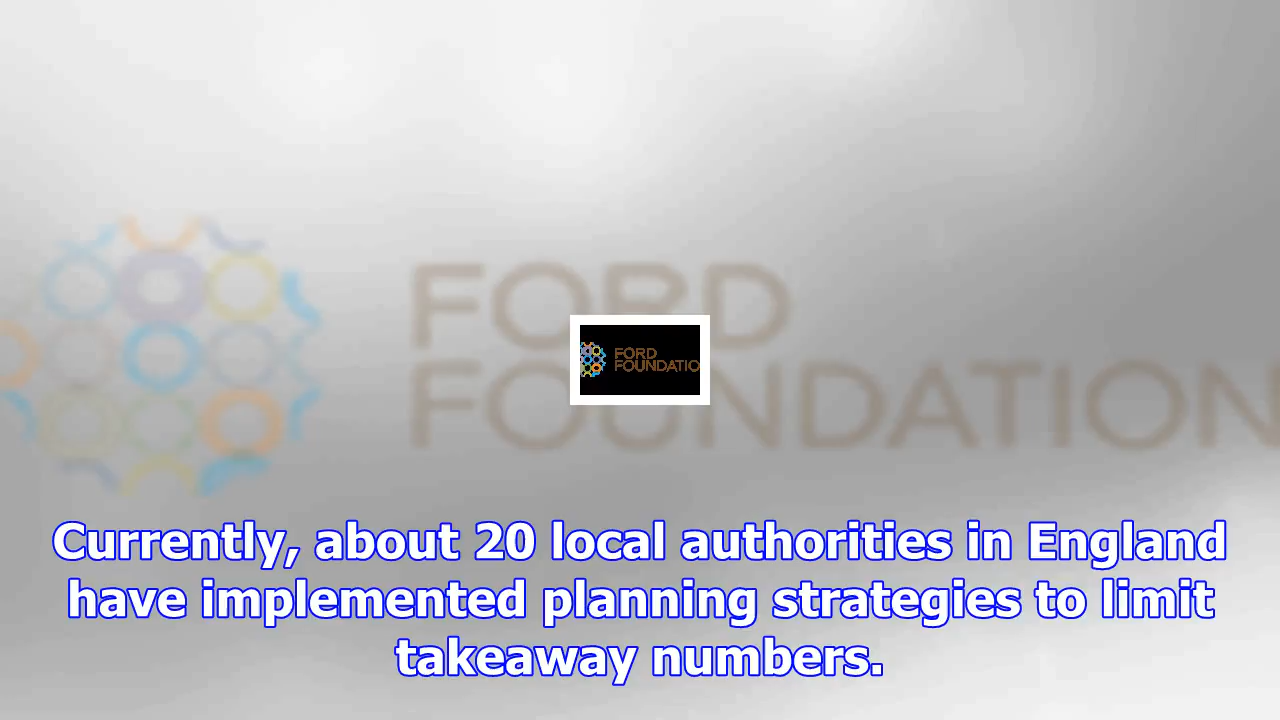 FORD
FOUNDATION
FORD
FOUNDATIO
Currently, about 20 local authorities in England
have implemented planning strategies to limit
takeaway numbers.